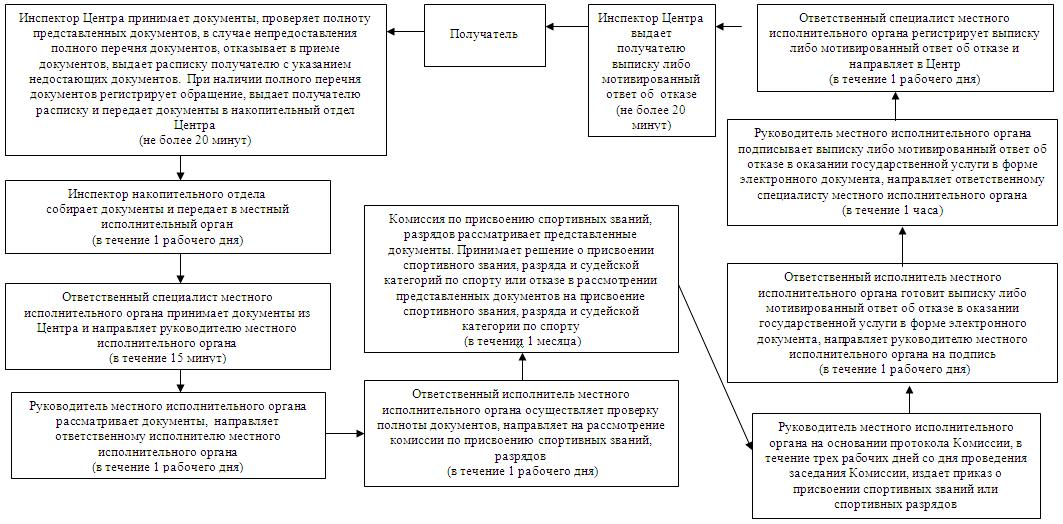 Получатель
Инспектор Центра принимает документы, проверяет полноту
представленных документов, в случае непредоставления
полного перечня документов, отказывает в приеме
документов, выдает расписку получателю с указанием
недостающих документов. При наличии полного перечня
документов регистрирует обращение, выдает получателю
расписку и передает документы в накопительный отдел
Центра
(не более 20 минут)
Инспектор накопительного отдела
собирает документы и передает в местный
исполнительный орган
(в течение 1 рабочего дня)
Ответственный специалист местного
исполнительного органа принимает документы из
Центра и направляет руководителю местного
исполнительного органа
(в течение 15 минут)
Руководитель местного исполнительного органа
рассматривает документы, направляет
ответственному исполнителю местного
исполнительного органа
(в течение 1 рабочего дня)
Ответственный исполнитель местного
исполнительного органа осуществляет проверку
полноты документов, направляет на рассмотрение
комиссии по присвоению спортивных званий,
разрядов
(в течение 1 рабочего дня)
Комиссия по присвоению спортивных званий,
разрядов рассматривает представленные
документы. Принимает решение о присвоении
спортивного звания, разряда и судейской
категорий по спорту или отказе в рассмотрении
представленных документов на присвоение
спортивного звания, разряда и судейской
категории по спорту
(в течении 1 месяца)
Руководитель местного исполнительного
органа на основании протокола Комиссии, в
течение трех рабочих дней со дня проведения
заседания Комиссии, издает приказ о
присвоении спортивных званий или
спортивных разрядов
Ответственный исполнитель местного
исполнительного органа готовит выписку либо
мотивированный ответ об отказе в оказании
государственной услуги в форме электронного
документа, направляет руководителю местного
исполнительного органа на подпись
(в течение 1 рабочего дня)
Руководитель местного исполнительного органа
подписывает выписку либо мотивированный ответ об
отказе в оказании государственной услуги в форме
электронного документа, направляет ответственному
специалисту местного исполнительного органа
(в течение 1 часа)
Ответственный специалист местного
исполнительного органа регистрирует выписку
либо мотивированный ответ об отказе и
направляет в Центр
(в течение 1 рабочего дня)
Инспектор Центра
выдает
получателю
выписку либо
мотивированный
ответ об отказе
(не более 20
минут)